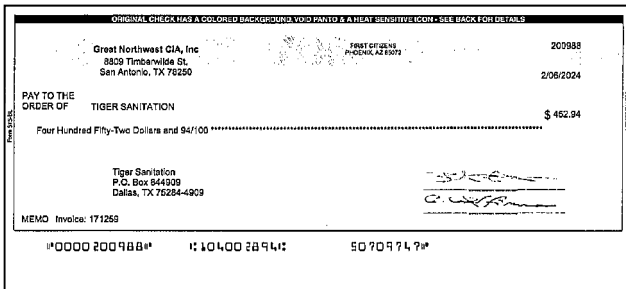 ORIGINAL CHECK HAS A COLORED BACKGROUND, VOID PANTO & A HEAT SENSITIVE ICON - SEE BACK FOR DETAILS
Great Northwest CIA, Inc
8809 Timberwilde St,
San Antonio, TX 78250
FIRST CITIZENS
PHOENIX, AZ 85072
200988
2/06/2024
PAY TO THE
ORDER OF TIGER SANITATION
$ 452.94
Four Hundred Fifty-Two Dollars and 94/100
Tiger Sanitation
P.O. Box 844909
Dallas, TX 75284-4909
MEMO Invoice: 171259
⑈0000200988⑈ ⑆104002894⑆ 50709747⑈